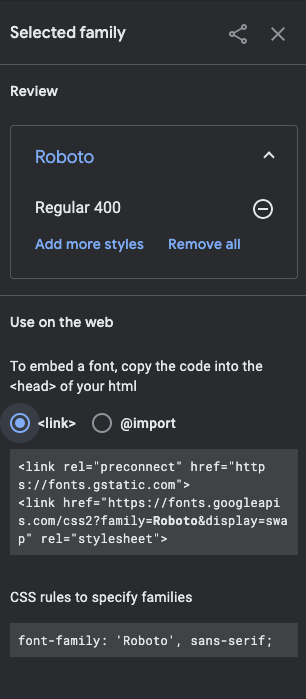 Selected family
Review
Roboto
Regular 400
Add more styles Remove all
Use on the web
To embed a font, copy the code into the
<head> of your html
<link> @import
<link rel="preconnect" href="http
s://fonts.gstatic.com">
<link href="https://fonts.googleapi
s.com/css2?family=Roboto&display=swa
p" rel="stylesheet">
CSS rules to specify families
font-family: 'Roboto', sans-serif;